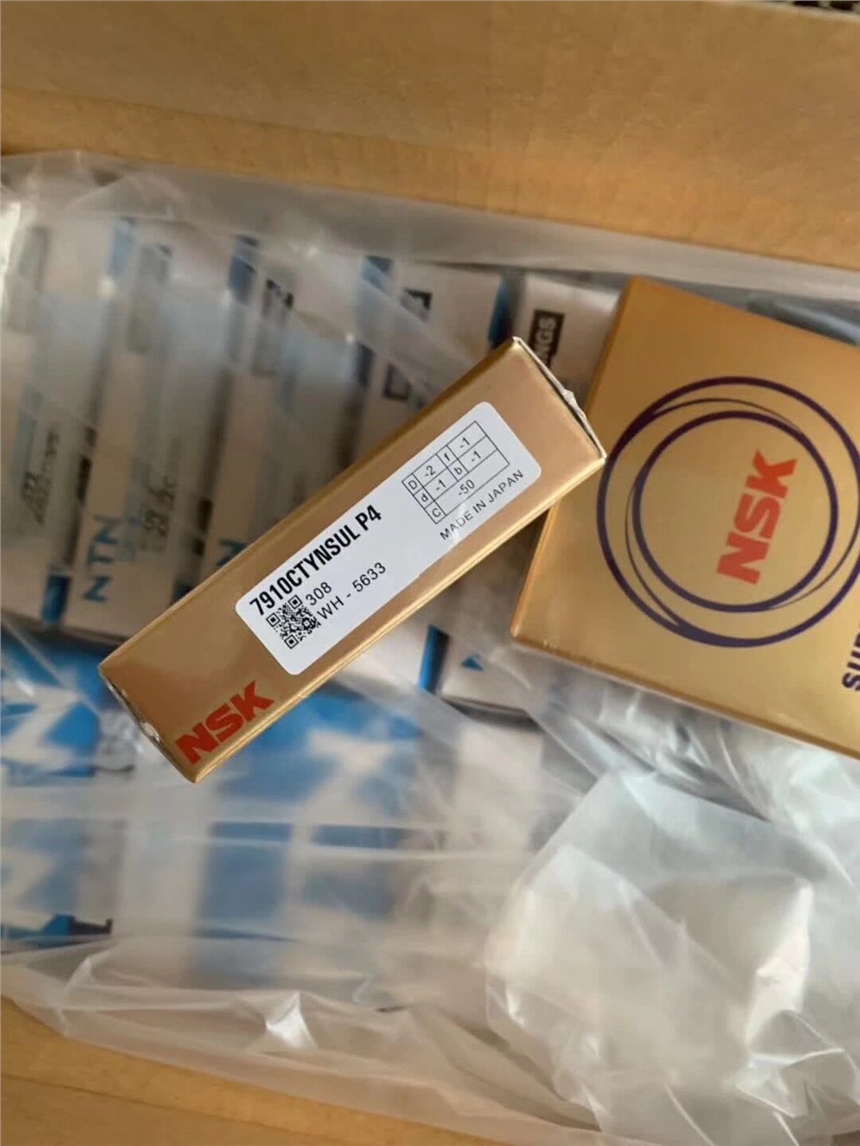 7910CTYNSUL P4
308
WH - 5633
D -2 f -1
d -1 b -1
C -50
MADE IN JAPAN
NSK
NSK
NTN